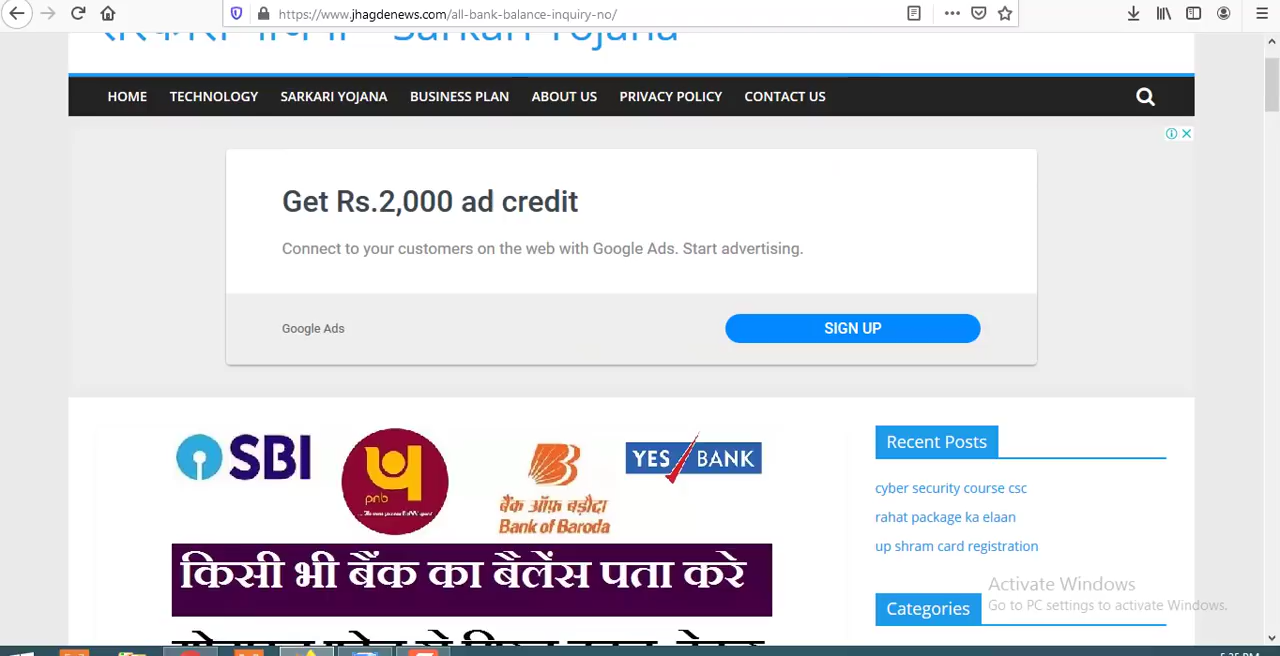 https://www.jhagdenews.com/all-bank-balance-inquiry-no/
Sarkari Yojana
HOME TECHNOLOGY SARKARI YOJANA BUSINESS PLAN ABOUT US PRIVACY POLICY CONTACT US
Get Rs.2,000 ad credit
Connect to your customers on the web with Google Ads. Start advertising.
Google Ads
SIGN UP
SBI
प
pnb
बैंक ऑफ़ बड़ौदा
Bank of Baroda
YES BANK
किसी भी बैंक का बैलेंस पता करे
Recent Posts
cyber security course csc
rahat package ka elaan
up shram card registration
Categories
Activate Windows
Go to PC settings to activate Windows.